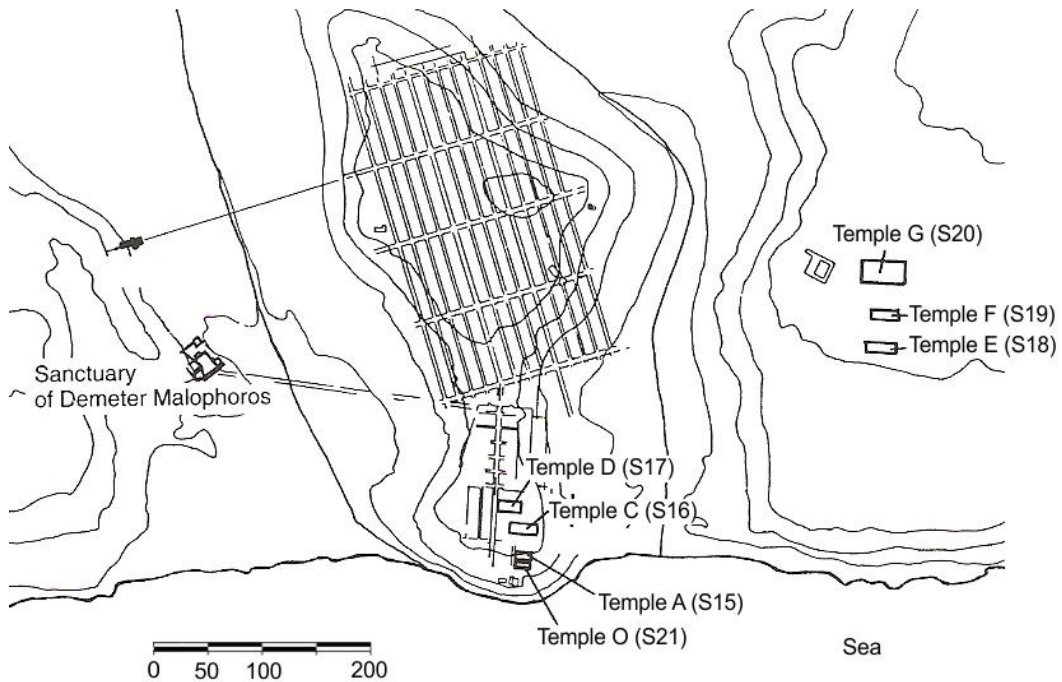 Temple G (S20)
Temple F (S19)
Temple E (S18)
Sanctuary
of Demeter Malophoros
Temple D (S17)
Temple C (S16)
Temple A (S15)
Temple O (S21)
Sea
0 50 100 200